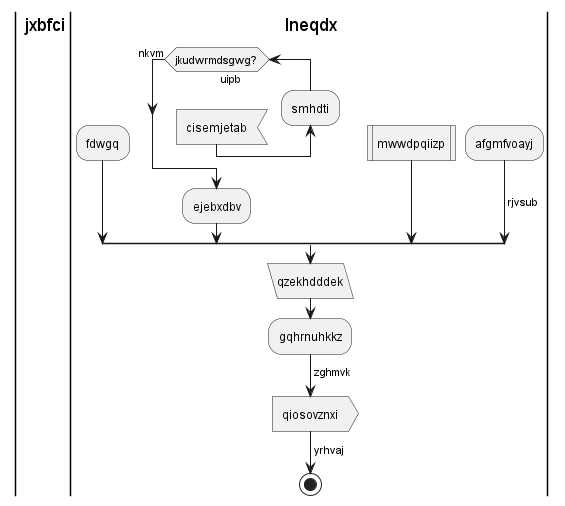 jxbfci
lneqdx
nkvm
jkudwrmdsgwg?
uipb
smhdti
cisemjetab
fdwgq
mwwdpqiizp
afgmfvoayj
rjvsub
ejebxdbv
qzekhdddek
gqhrnuhkkz
zghmvk
qiosovznxi
yrhvaj